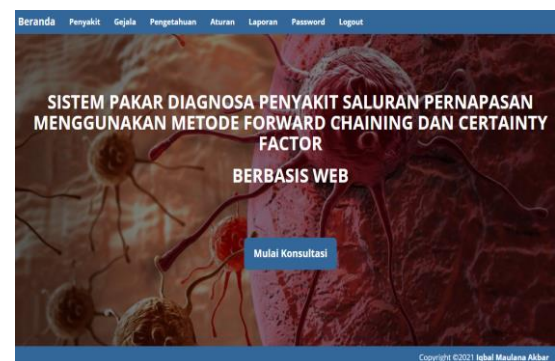 Beranda Penyakit Gejala Pengetahuan Aturan Laporan Password Logout
SISTEM PAKAR DIAGNOSA PENYAKIT SALURAN PERNAPASAN
MENGGUNAKAN METODE FORWARD CHAINING DAN CERTAINTY
FACTOR
BERBASIS WEB
Mulai Konsultasi
Copyright ©2021 Iqbal Maulana Akbar